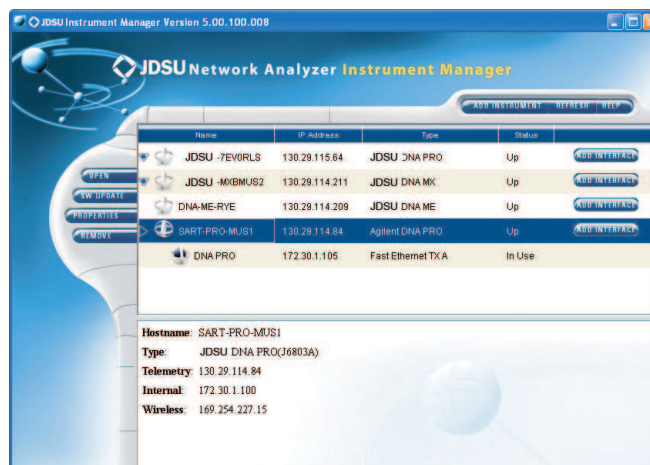 JDSU Instrument Manager Version 5.00.100.008
JDSU Network Analyzer Instrument Manager
ADD INSTRUMENT REFRESH HELP
Name IP Address Type Status
JDSU -7EV0RLS 130.29.115.64 JDSU DNA PRO Up ADD INTERFACE
JDSU -MXBMUS2 130.29.114.211 JDSU DNA MX Up ADD INTERFACE
DNA-ME-RYE 130.29.114.209 JDSU DNA ME Up ADD INTERFACE
SART-PRO-MUS1 130.29.114.84 Agilent DNA PRO Up ADD INTERFACE
DNA PRO 172.30.1.105 Fast Ethernet TX A In Use
OPEN
SW UPDATE
PROPERTIES
REMOVE
Hostname: SART-PRO-MUS1
Type: JDSU DNA PRO(J6803A)
Telemetry: 130.29.114.84
Internal: 172.30.1.100
Wireless: 169.254.227.15